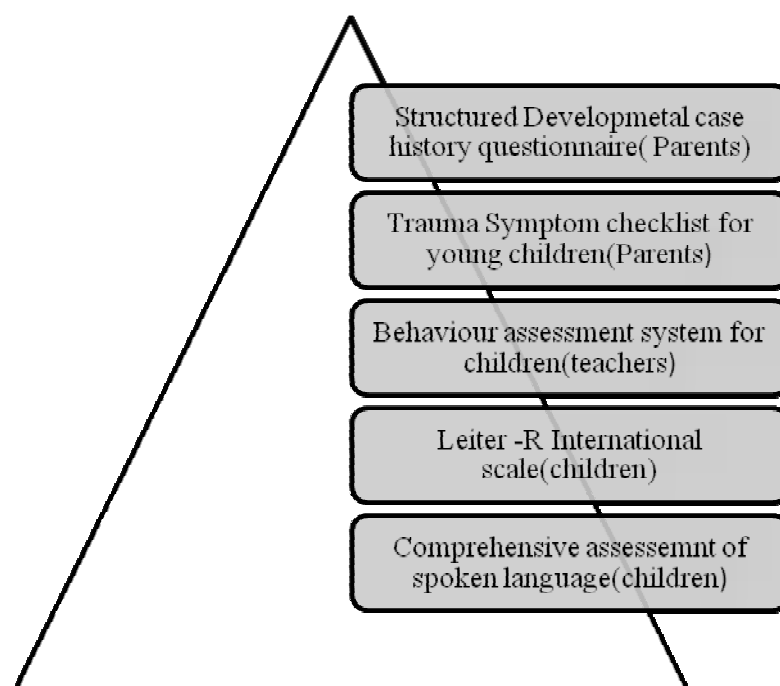 Structured Developmetal case
history questionnaire( Parents)
Trauma Symptom checklist for
young children(Parents)
Behaviour assessment system for
children(teachers)
Leiter -R International
scale(children)
Comprehensive assessemnt of
spoken language(children)